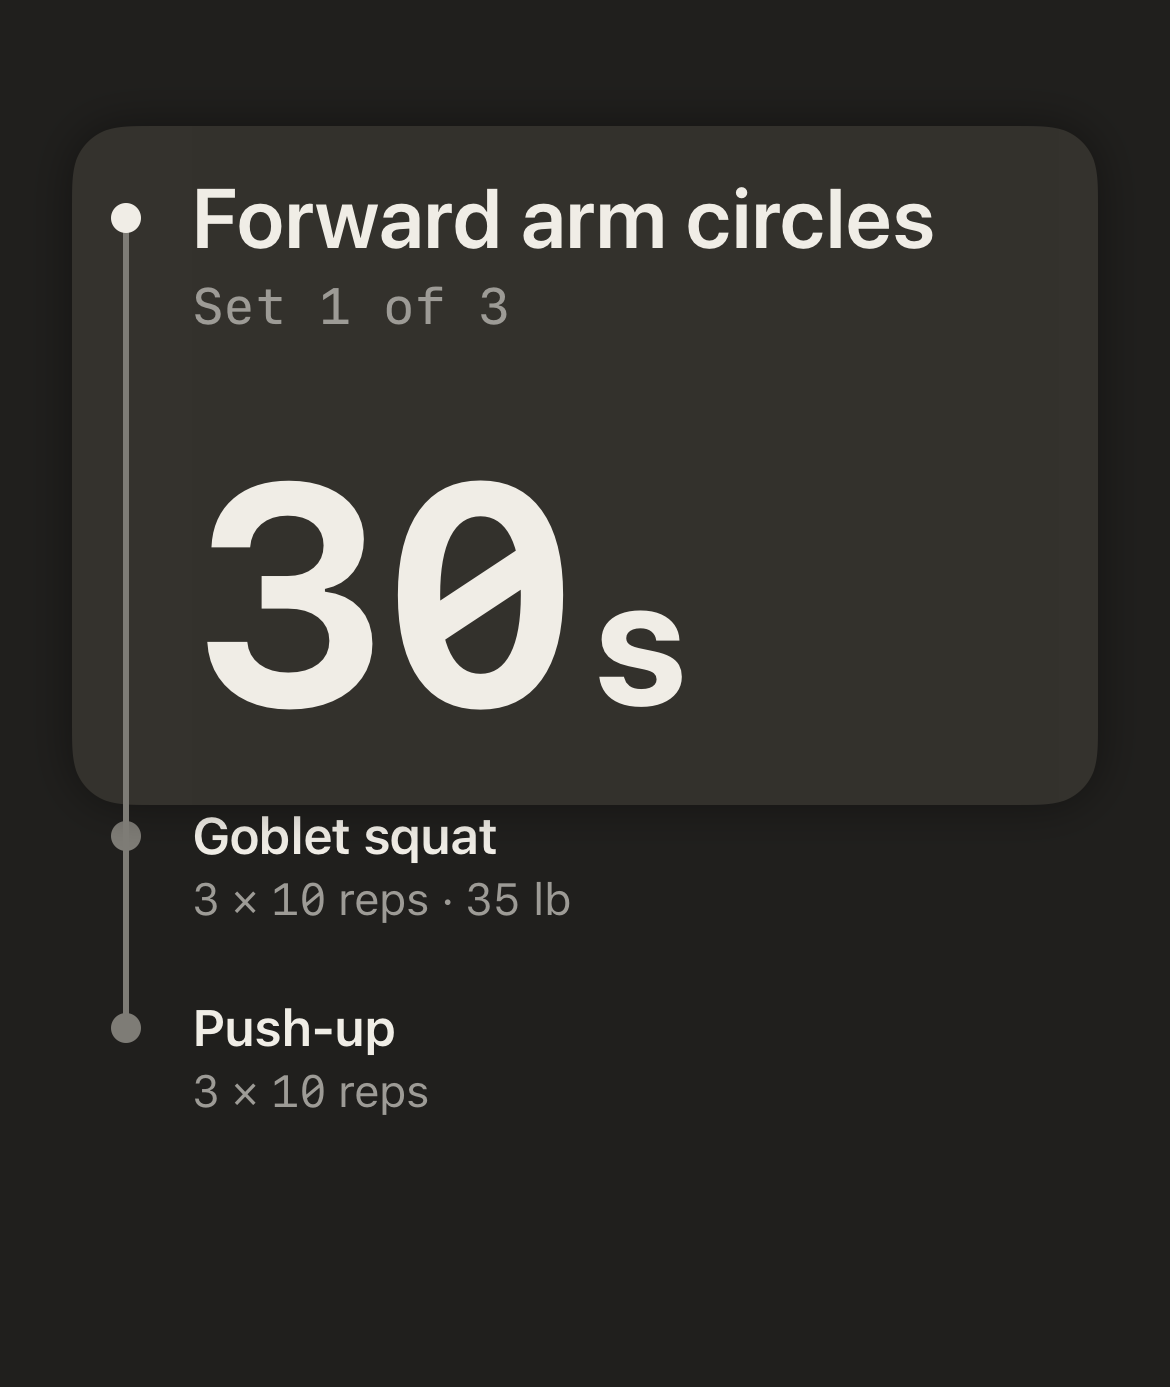 Forward arm circles
Set 1 of 3
30s
Goblet squat
3 × 10 reps · 35 lb
Push-up
3 × 10 reps